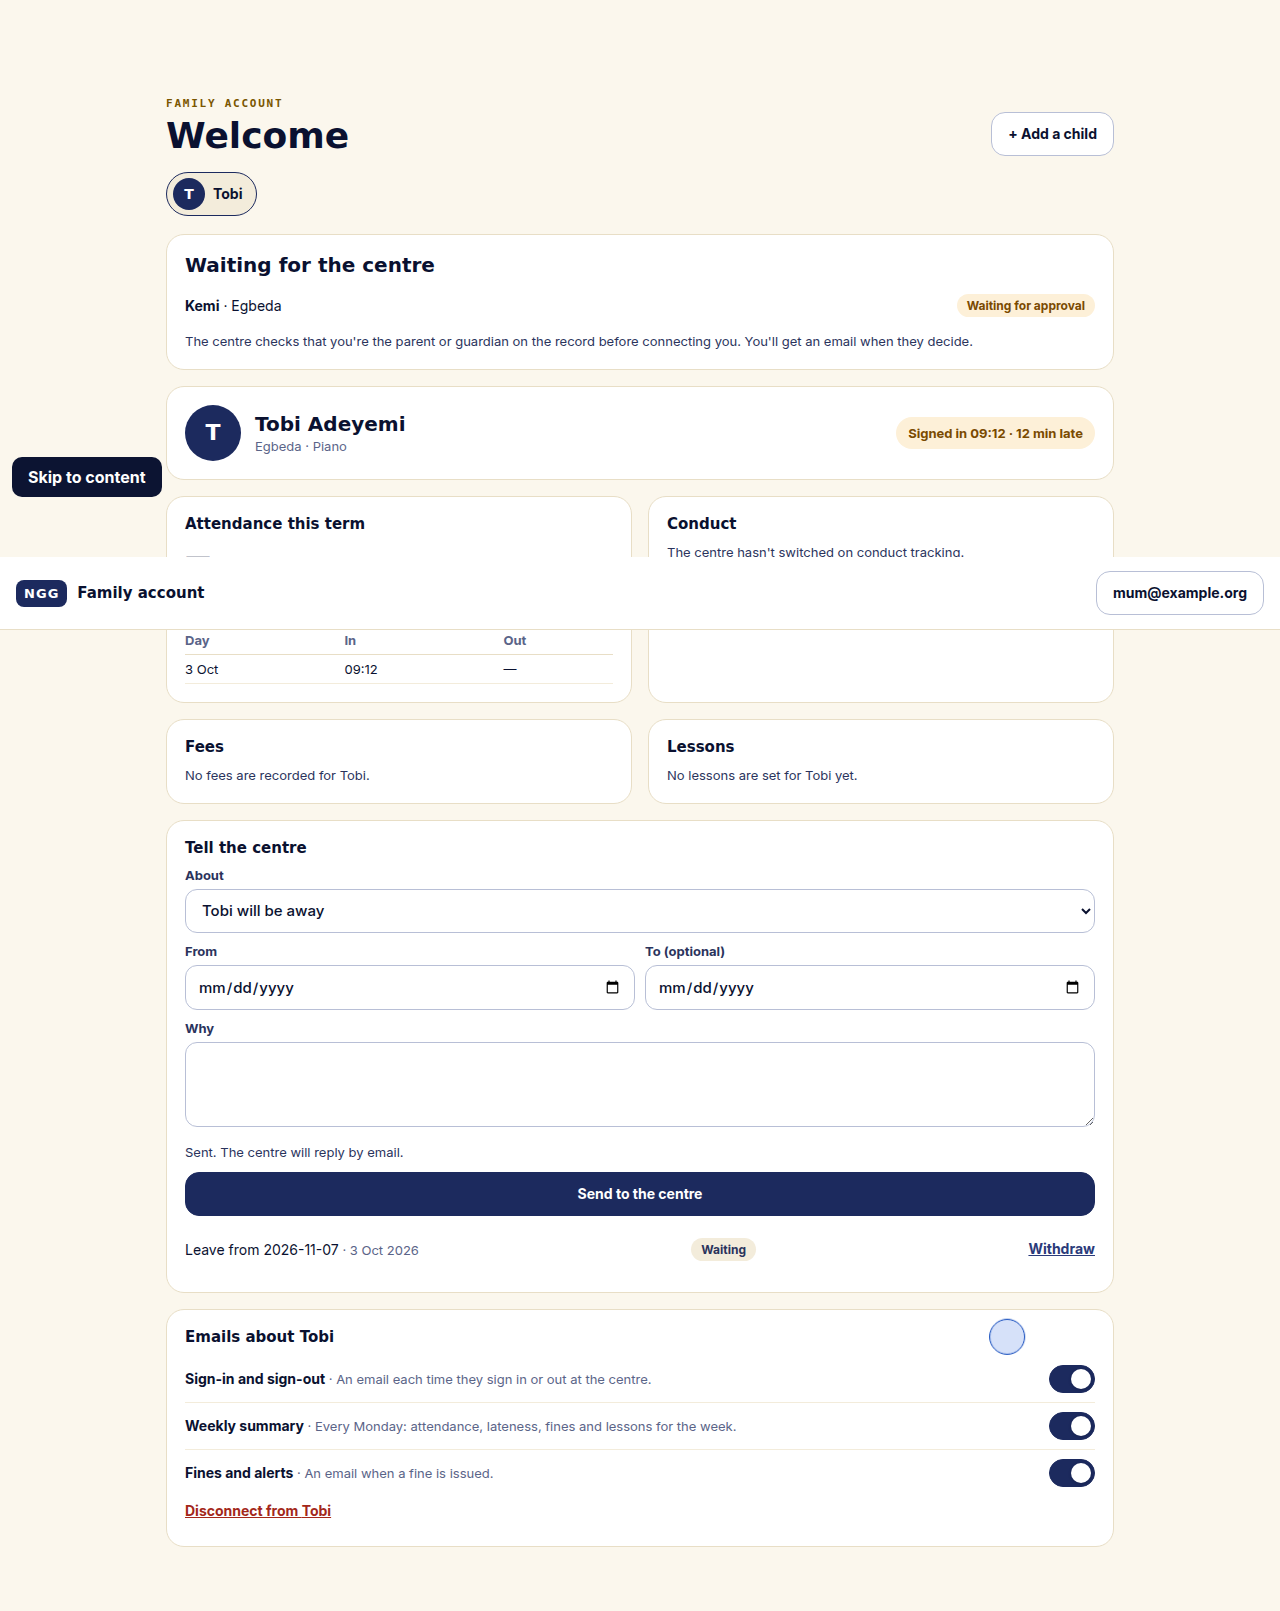 FAMILY ACCOUNT
Welcome
+ Add a child
T Tobi
Waiting for the centre
Kemi · Egbeda
Waiting for approval
The centre checks that you're the parent or guardian on the record before connecting you. You'll get an email when they decide.
T
Tobi Adeyemi
Egbeda · Piano
Signed in 09:12 · 12 min late
Skip to content
Attendance this term
Conduct
The centre hasn't switched on conduct tracking.
NGG Family account
mum@example.org
Day In Out
3 Oct 09:12 —
Fees
No fees are recorded for Tobi.
Lessons
No lessons are set for Tobi yet.
Tell the centre
About
Tobi will be away
From
To (optional)
mm/dd/yyyy
mm/dd/yyyy
Why
Sent. The centre will reply by email.
Send to the centre
Leave from 2026-11-07 · 3 Oct 2026
Waiting
Withdraw
Emails about Tobi
Sign-in and sign-out · An email each time they sign in or out at the centre.
Weekly summary · Every Monday: attendance, lateness, fines and lessons for the week.
Fines and alerts · An email when a fine is issued.
Disconnect from Tobi